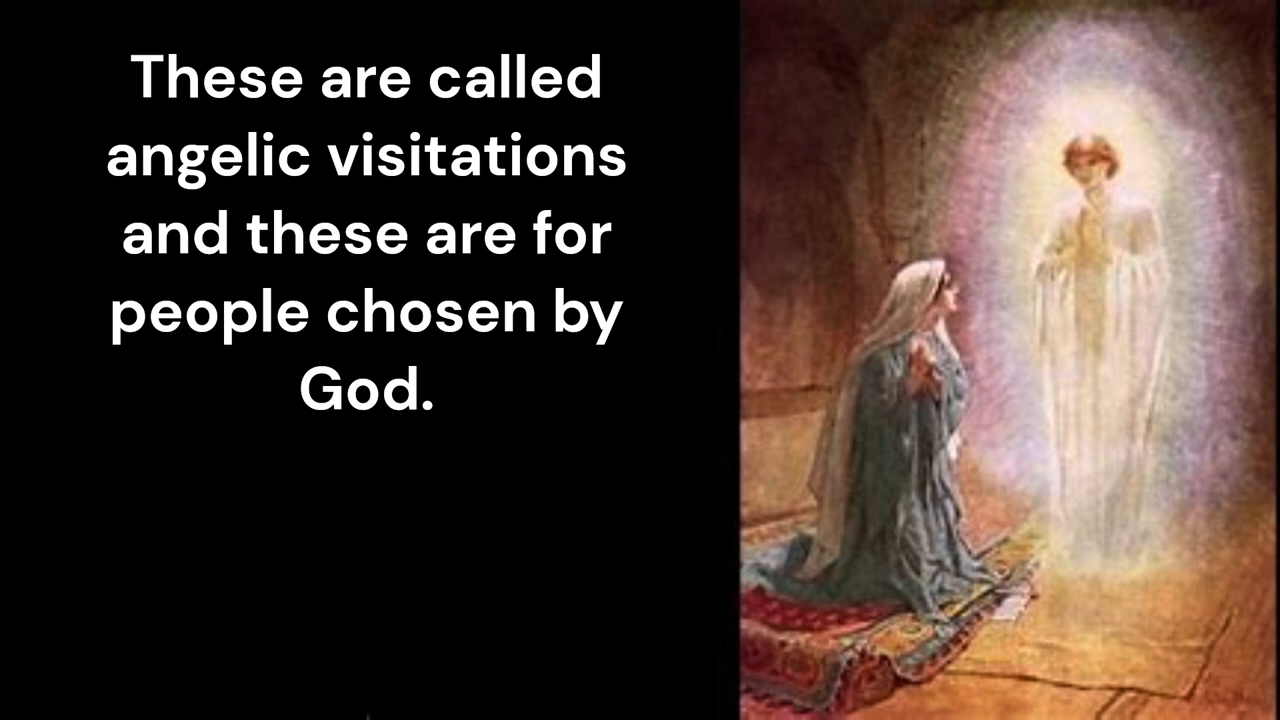 These are called
angelic visitations
and these are for
people chosen by
God.